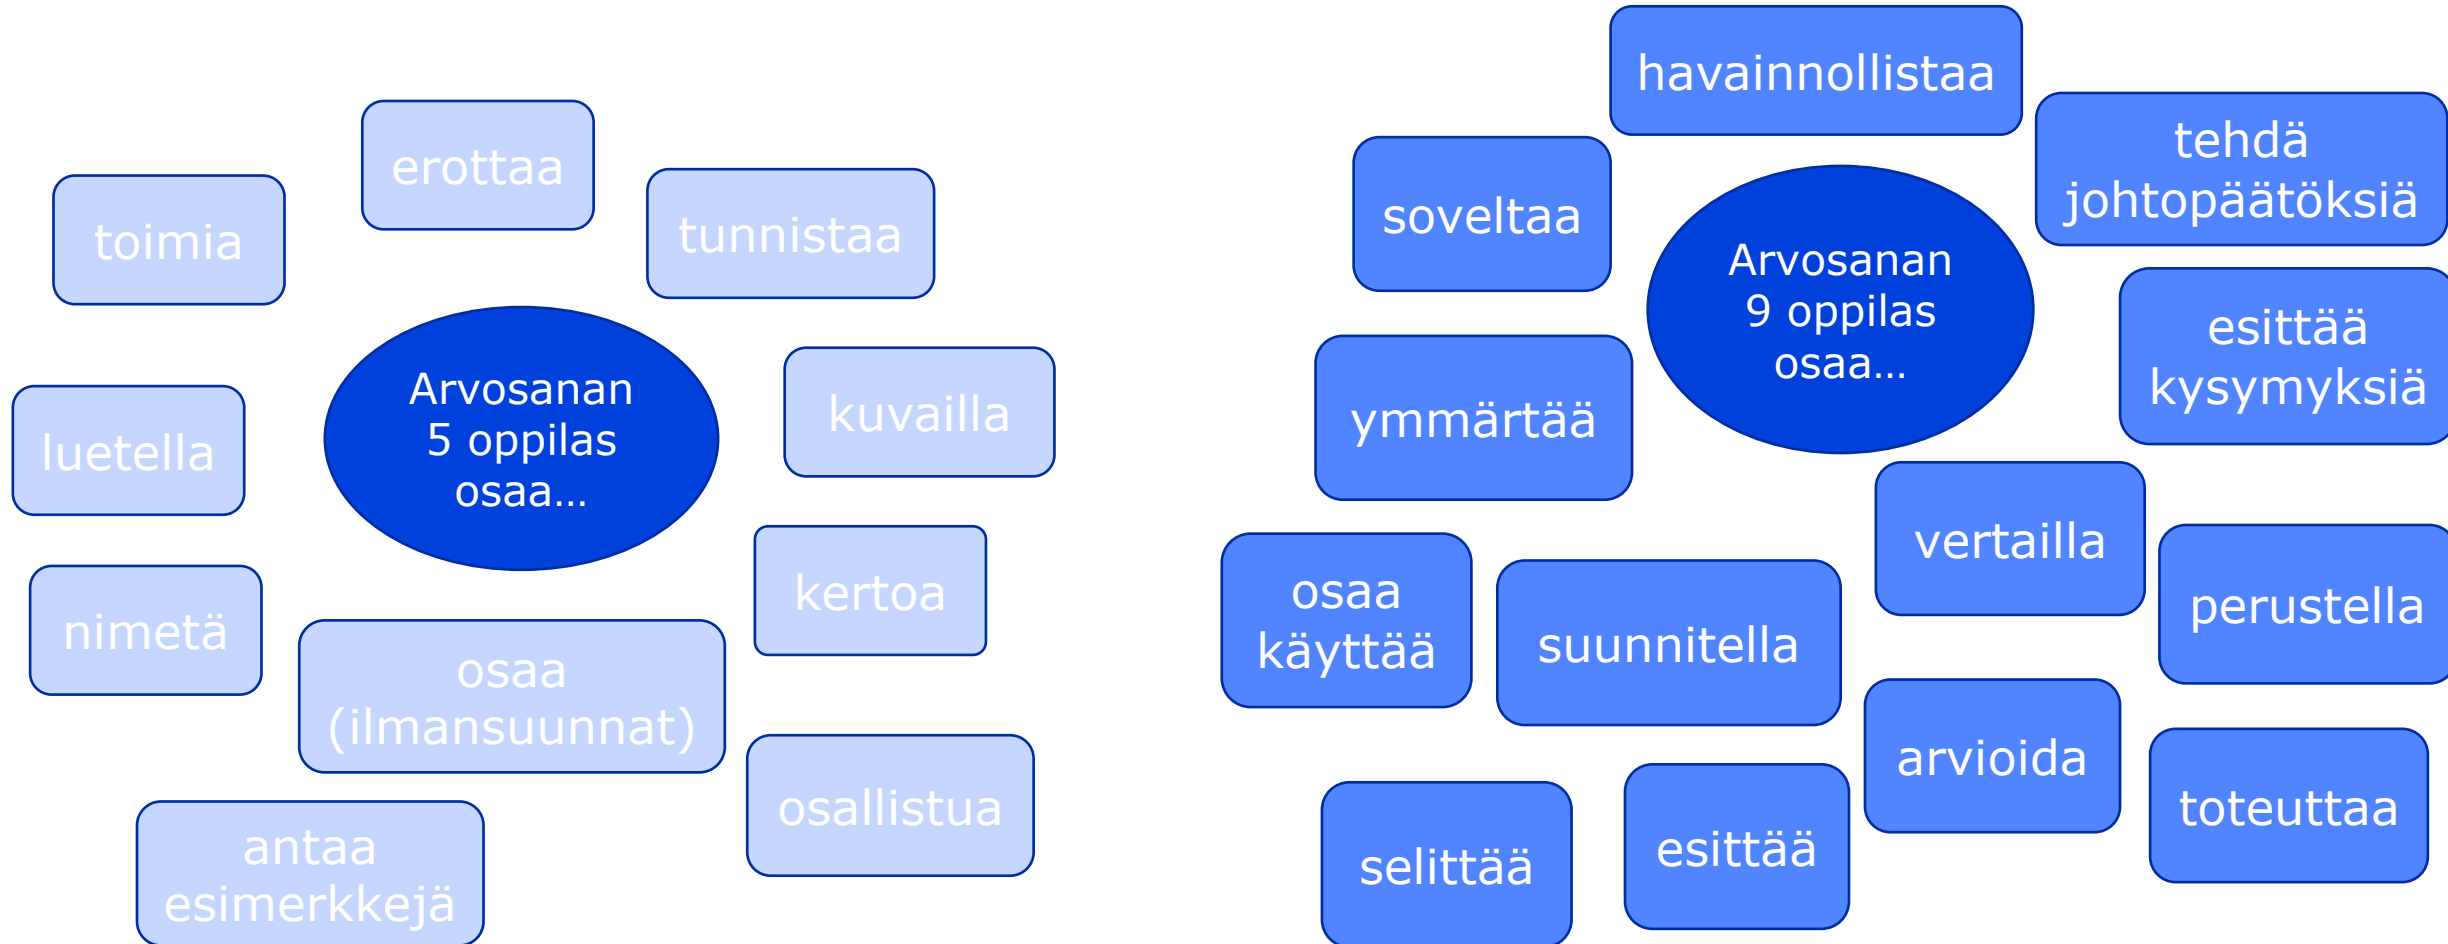 erottaa
toimia
tunnistaa
Arvosanan
5 oppilas
osaa…
kuvailla
luetella
kertoa
nimetä
osaa
(ilmansuunnat)
osallistua
antaa
esimerkkejä
havainnollistaa
tehdä
johtopäätöksiä
soveltaa
Arvosanan
9 oppilas
osaa…
esittää
kysymyksiä
ymmärtää
vertailla
perustella
osaa
käyttää
suunnitella
arvioida
toteuttaa
selittää
esittää